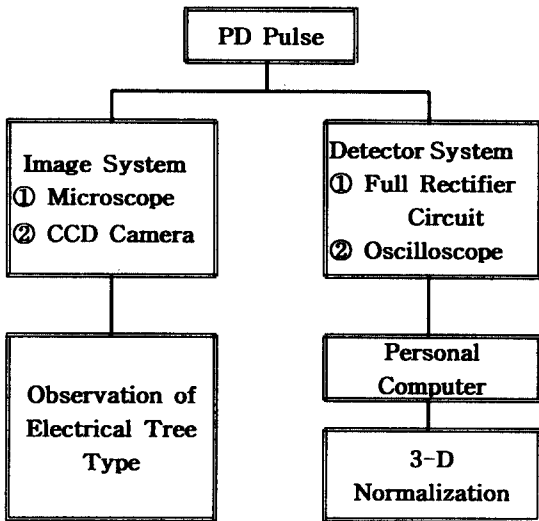 PD Pulse
Image System
① Microscope
② CCD Camera
Detector System
① Full Rectifier
Circuit
② Oscilloscope
Observation of
Electrical Tree
Type
Personal
Computer
3-D
Normalization